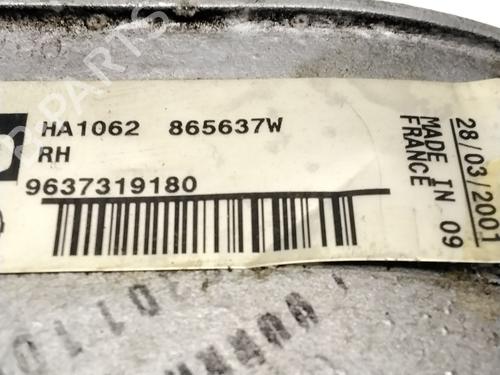 HA1062 865637W
RH
9637319180
28/03/2001
MADE IN 09
FRANCE